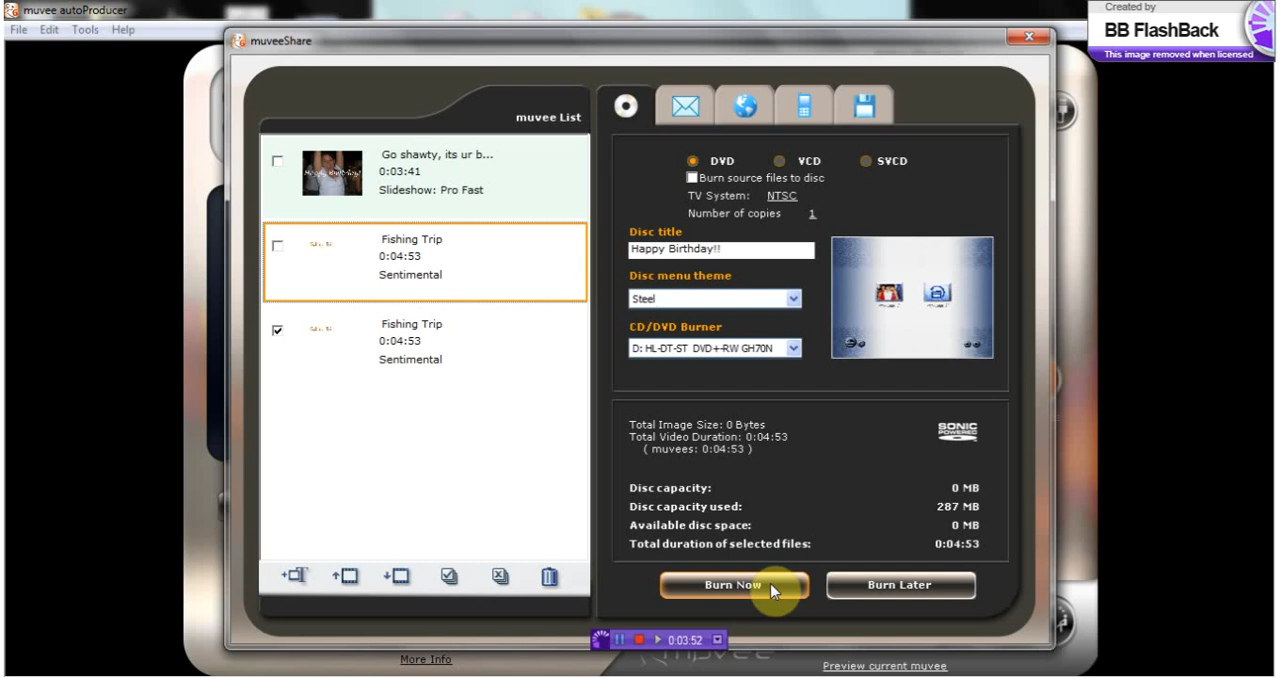 muvee autoProducer
File Edit Tools Help
Created by
BB FlashBack
This image removed when licensed
muveeShare
muvee List
Go shawty, its ur b...
0:03:41
Slideshow: Pro Fast
Fishing Trip
0:04:53
Sentimental
Fishing Trip
0:04:53
Sentimental
DVD VCD SVCD
Burn source files to disc
TV System: NTSC
Number of copies 1
Disc title
Happy Birthday!!
Disc menu theme
Steel
CD/DVD Burner
D: HL-DT-ST DVD+-RW GH70N
Total Image Size: 0 Bytes
Total Video Duration: 0:04:53
( muvees: 0:04:53 )
SONIC
POWERED
Disc capacity: 0 MB
Disc capacity used: 287 MB
Available disc space: 0 MB
Total duration of selected files: 0:04:53
Burn Now Burn Later
0:03:52
More Info
muvee
Preview current muvee